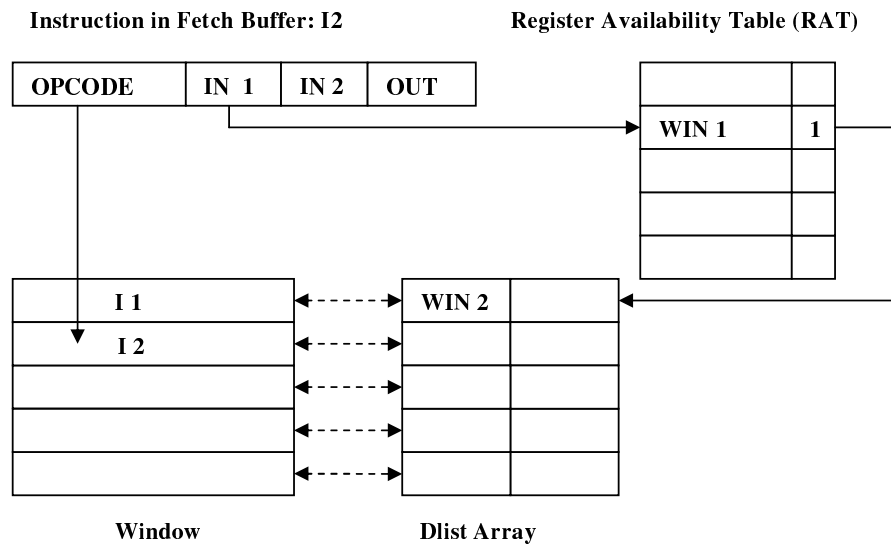 Instruction in Fetch Buffer: I2
Register Availability Table (RAT)
OPCODE IN 1 IN 2 OUT
WIN 1 1
I 1
WIN 2
I 2
Window
Dlist Array